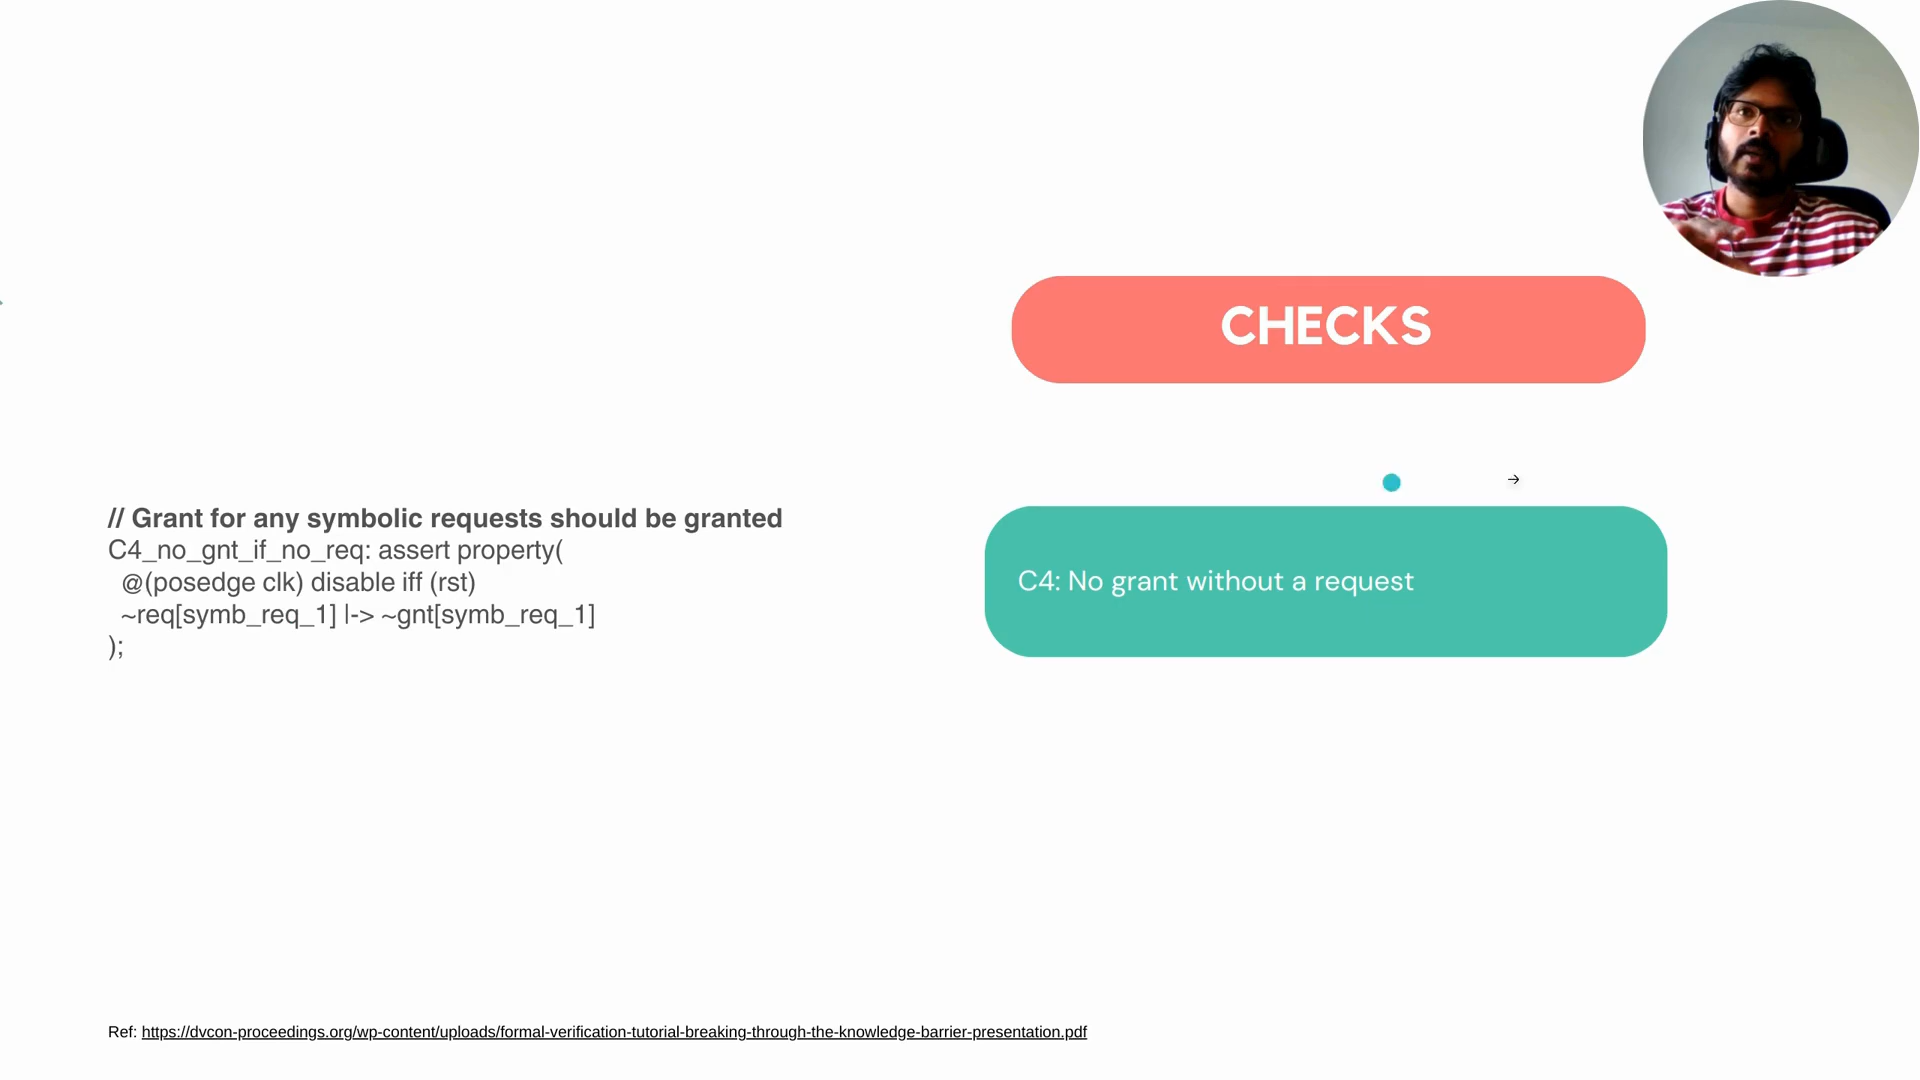 CHECKS
// Grant for any symbolic requests should be granted
C4_no_gnt_if_no_req: assert property(
@(posedge clk) disable iff (rst)
~req[symb_req_1] |-> ~gnt[symb_req_1]
);
C4: No grant without a request
Ref: https://dvcon-proceedings.org/wp-content/uploads/formal-verification-tutorial-breaking-through-the-knowledge-barrier-presentation.pdf